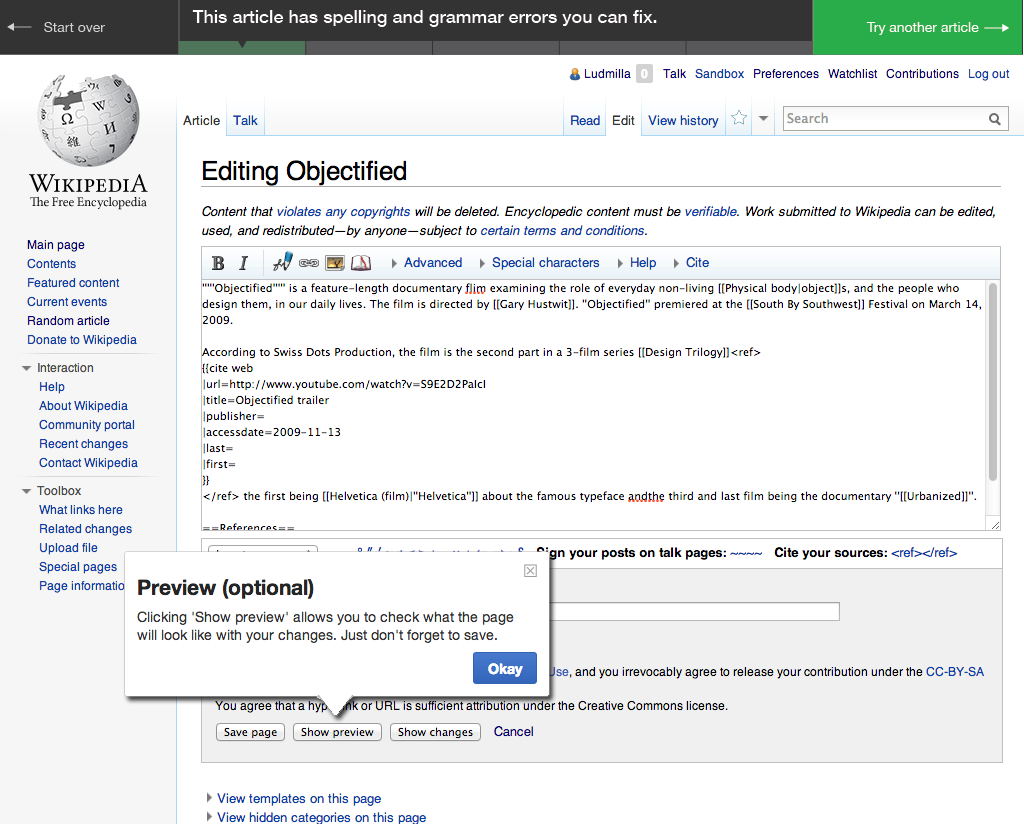 Start over
This article has spelling and grammar errors you can fix.
Try another article
Ludmilla 0 Talk Sandbox Preferences Watchlist Contributions Log out
Article Talk Read Edit View history Search
WIKIPEDIA
The Free Encyclopedia
Main page
Contents
Featured content
Current events
Random article
Donate to Wikipedia
Interaction
Help
About Wikipedia
Community portal
Recent changes
Contact Wikipedia
Toolbox
What links here
Related changes
Upload file
Special pages
Page informatio
Editing Objectified
Content that violates any copyrights will be deleted. Encyclopedic content must be verifiable. Work submitted to Wikipedia can be edited,
used, and redistributed—by anyone—subject to certain terms and conditions.
B I Advanced Special characters Help Cite
"""Objectified""" is a feature-length documentary flim examining the role of everyday non-living [[Physical body|object]]s, and the people who
design them, in our daily lives. The film is directed by [[Gary Hustwit]]. "Objectified" premiered at the [[South By Southwest]] Festival on March 14,
2009.
According to Swiss Dots Production, the film is the second part in a 3-film series [[Design Trilogy]]<ref>
{{cite web
|url=http://www.youtube.com/watch?v=S9E2D2PaIcI
|title=Objectified trailer
|publisher=
|accessdate=2009-11-13
|last=
|first=
}}
</ref> the first being [[Helvetica (film)|"Helvetica"]] about the famous typeface andthe third and last film being the documentary "[[Urbanized]]".
==References==
Sign your posts on talk pages: ~~~~ Cite your sources: <ref></ref>
Preview (optional)
Clicking 'Show preview' allows you to check what the page
will look like with your changes. Just don't forget to save.
Okay
Use, and you irrevocably agree to release your contribution under the CC-BY-SA
You agree that a hyp nk or URL is sufficient attribution under the Creative Commons license.
Save page Show preview Show changes Cancel
View templates on this page
View hidden categories on this page